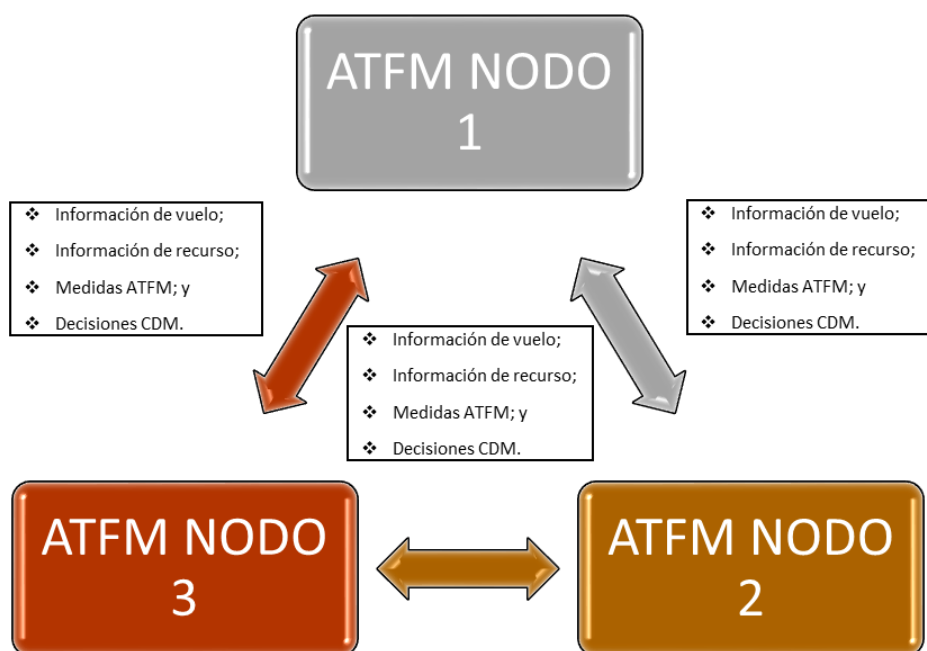 ATFM NODO
1
❖ Información de vuelo;
❖ Información de recurso;
❖ Medidas ATFM; y
❖ Decisiones CDM.
❖ Información de vuelo;
❖ Información de recurso;
❖ Medidas ATFM; y
❖ Decisiones CDM.
❖ Información de vuelo;
❖ Información de recurso;
❖ Medidas ATFM; y
❖ Decisiones CDM.
ATFM NODO
3
ATFM NODO
2